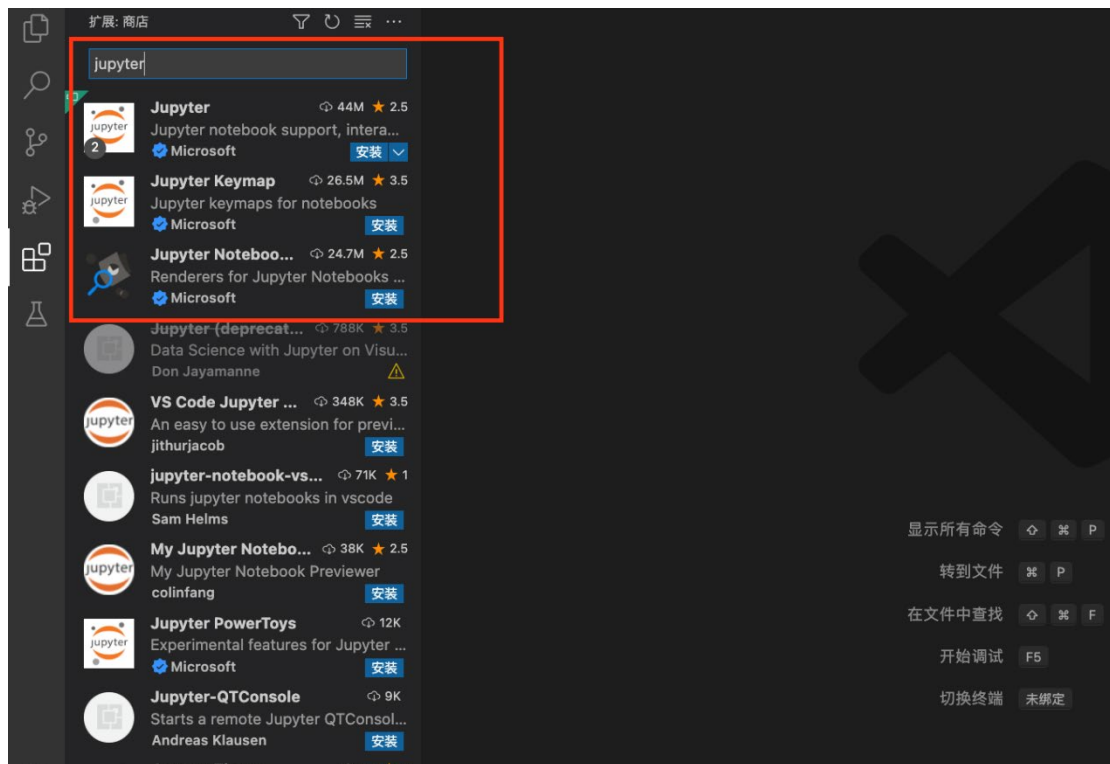 扩展: 商店
jupyter
Jupyter 44M ★ 2.5
Jupyter notebook support, intera...
Microsoft 安装
jupyter
2
Jupyter Keymap 26.5M ★ 3.5
Jupyter keymaps for notebooks
Microsoft 安装
jupyter
Jupyter Noteboo... 24.7M ★ 2.5
Renderers for Jupyter Notebooks ...
Microsoft 安装
Jupyter (deprecat... 788K ★ 3.5
Data Science with Jupyter on Visu...
Don Jayamanne
VS Code Jupyter ... 348K ★ 3.5
An easy to use extension for previ...
jithurjacob 安装
jupyter
jupyter-notebook-vs... 71K ★ 1
Runs jupyter notebooks in vscode
Sam Helms 安装
My Jupyter Notebo... 38K ★ 2.5
My Jupyter Notebook Previewer
colinfang 安装
jupyter
Jupyter PowerToys 12K
Experimental features for Jupyter ...
Microsoft 安装
jupyter
Jupyter-QTConsole 9K
Starts a remote Jupyter QTConsol...
Andreas Klausen 安装
显示所有命令 ⇧ ⌘ P
转到文件 ⌘ P
在文件中查找 ⇧ ⌘ F
开始调试 F5
切换终端 未绑定